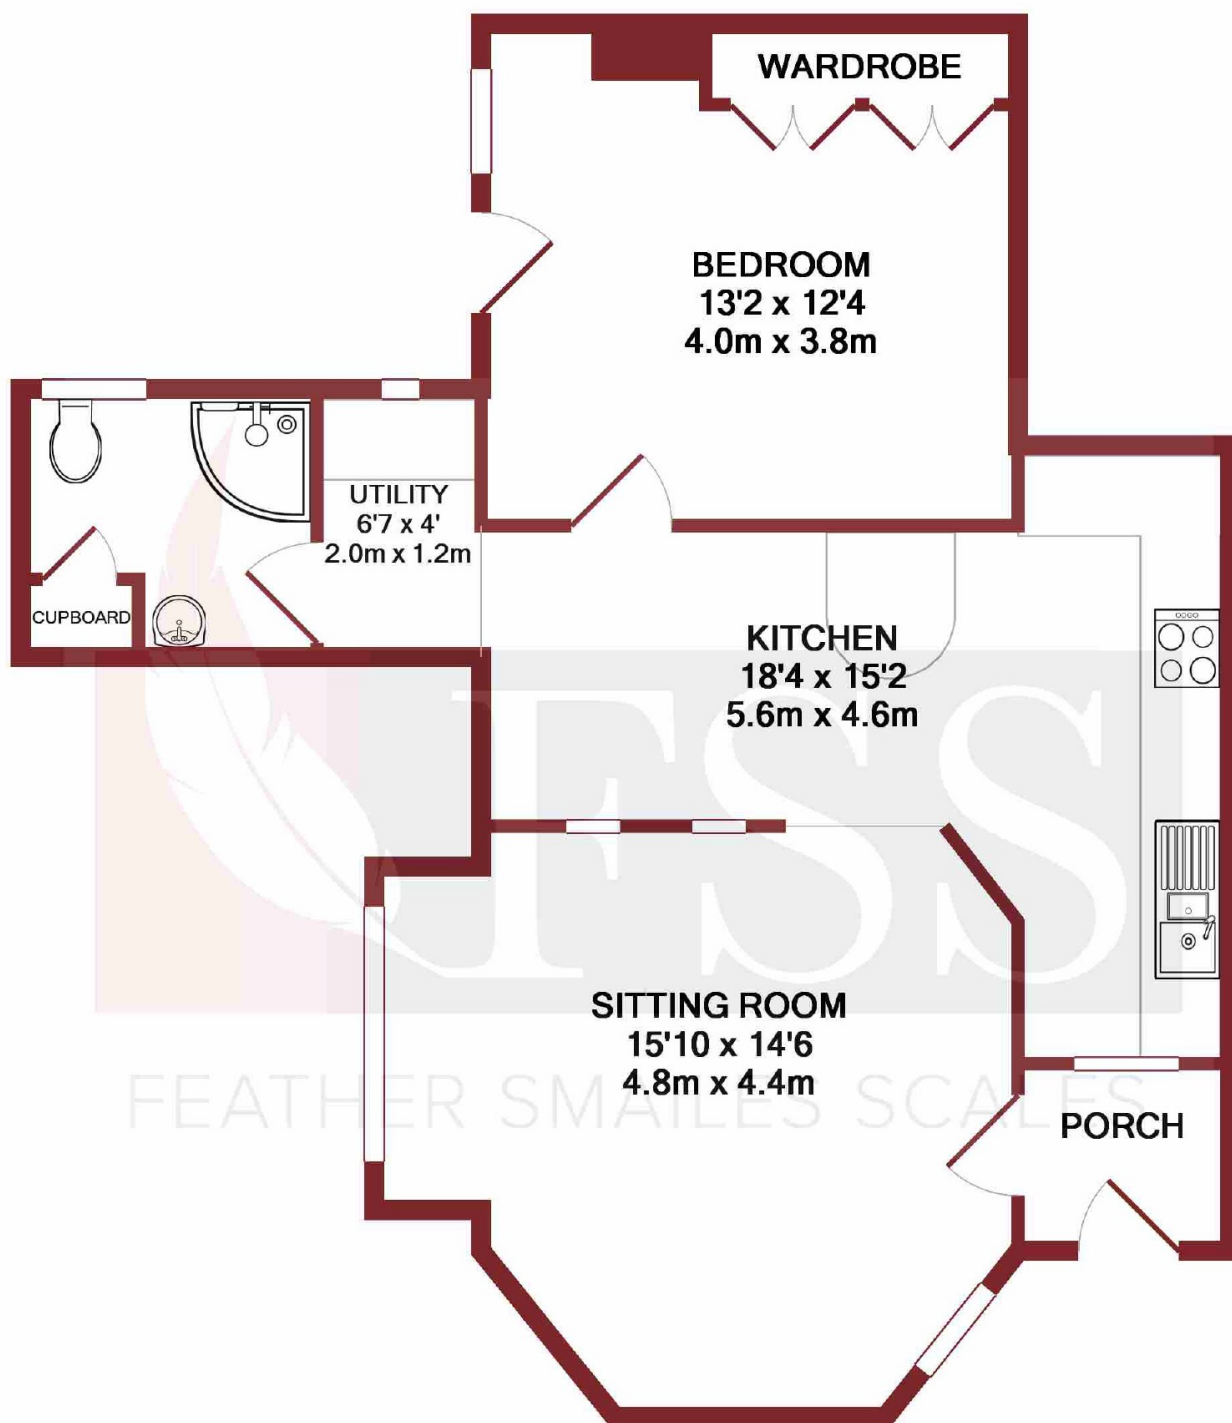 WARDROBE
BEDROOM
13'2 x 12'4
4.0m x 3.8m
UTILITY
6'7 x 4'
2.0m x 1.2m
CUPBOARD
KITCHEN
18'4 x 15'2
5.6m x 4.6m
FSS
SITTING ROOM
15'10 x 14'6
4.8m x 4.4m
FEATHER SMAILES SCALES
PORCH